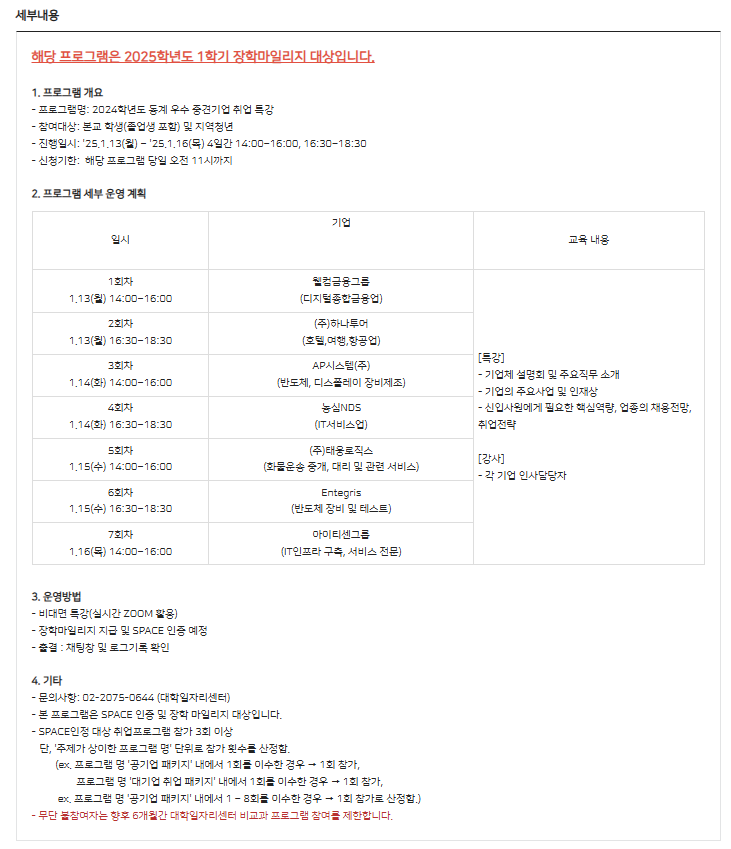 세부내용
해당 프로그램은 2025학년도 1학기 장학마일리지 대상입니다.
1. 프로그램 개요
- 프로그램명: 2024학년도 동계 우수 중견기업 취업 특강
- 참여대상: 본교 학생(졸업생 포함) 및 지역청년
- 진행일시: '25.1.13(월) - '25.1.16(목) 4일간 14:00-16:00, 16:30-18:30
- 신청기한: 해당 프로그램 당일 오전 11시까지
2. 프로그램 세부 운영 계획
일시 기업 교육 내용
1회차
1.13(월) 14:00-16:00
웰컴금융그룹
(디지털종합금융업)
2회차
1.13(월) 16:30-18:30
(주)하나투어
(호텔,여행,항공업)
3회차
1.14(화) 14:00-16:00
AP시스템(주)
(반도체, 디스플레이 장비제조)
4회차
1.14(화) 16:30-18:30
농심NDS
(IT서비스업)
5회차
1.15(수) 14:00-16:00
(주)태웅로직스
(화물운송 중개, 대리 및 관련 서비스)
6회차
1.15(수) 16:30-18:30
Entegris
(반도체 장비 및 테스트)
7회차
1.16(목) 14:00-16:00
아이티센그룹
(IT인프라 구축, 서비스 전문)
[특강]
- 기업체 설명회 및 주요직무 소개
- 기업의 주요사업 및 인재상
- 신입사원에게 필요한 핵심역량, 업종의 채용전망,
취업전략
[강사]
- 각 기업 인사담당자
3. 운영방법
- 비대면 특강(실시간 ZOOM 활용)
- 장학마일리지 지급 및 SPACE 인증 예정
- 출결 : 채팅창 및 로그기록 확인
4. 기타
- 문의사항: 02-2075-0644 (대학일자리센터)
- 본 프로그램은 SPACE 인증 및 장학 마일리지 대상입니다.
- SPACE인정 대상 취업프로그램 참가 3회 이상
단, '주제가 상이한 프로그램 명' 단위로 참가 횟수를 산정함.
(ex. 프로그램 명 '공기업 패키지' 내에서 1회를 이수한 경우 → 1회 참가,
프로그램 명 '대기업 취업 패키지' 내에서 1회를 이수한 경우 → 1회 참가,
ex. 프로그램 명 '공기업 패키지' 내에서 1 - 8회를 이수한 경우 → 1회 참가로 산정함.)
- 무단 불참여자는 향후 6개월간 대학일자리센터 비교과 프로그램 참여를 제한합니다.